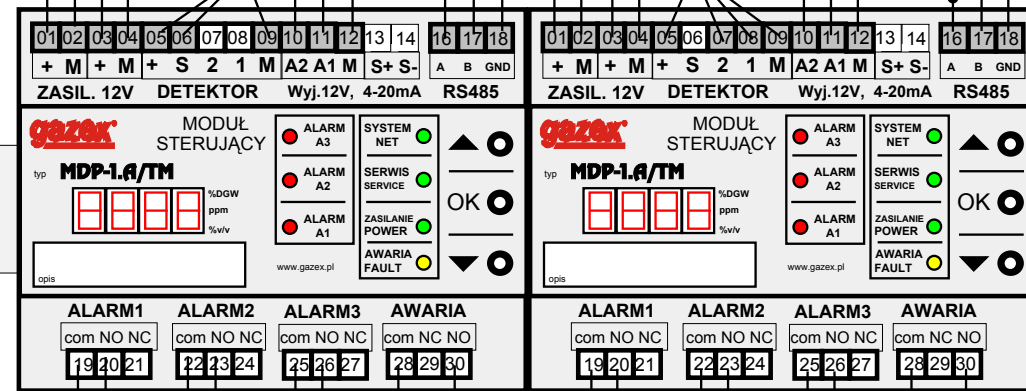 01 02 03 04 05 06 07 08 09 10 11 12 13 14 16 17 18
+ M + M + S 2 1 M A2 A1 M S+ S- A B GND
ZASIL. 12V DETEKTOR Wyj.12V, 4-20mA RS485
gazex
MODUŁ
STERUJĄCY
typ MDP-1.A/TM
%DGW
ppm
%v/v
opis
www.gazex.pl
ALARM
A3
ALARM
A2
ALARM
A1
SYSTEM
NET
SERWIS
SERVICE
ZASILANIE
POWER
AWARIA
FAULT
OK
ALARM1 ALARM2 ALARM3 AWARIA
com NO NC com NO NC com NO NC com NC NO
19 20 21 22 23 24 25 26 27 28 29 30
01 02 03 04 05 06 07 08 09 10 11 12 13 14 16 17 18
+ M + M + S 2 1 M A2 A1 M S+ S- A B GND
ZASIL. 12V DETEKTOR Wyj.12V, 4-20mA RS485
gazex
MODUŁ
STERUJĄCY
typ MDP-1.A/TM
%DGW
ppm
%v/v
opis
www.gazex.pl
ALARM
A3
ALARM
A2
ALARM
A1
SYSTEM
NET
SERWIS
SERVICE
ZASILANIE
POWER
AWARIA
FAULT
OK
ALARM1 ALARM2 ALARM3 AWARIA
com NO NC com NO NC com NO NC com NC NO
19 20 21 22 23 24 25 26 27 28 29 30